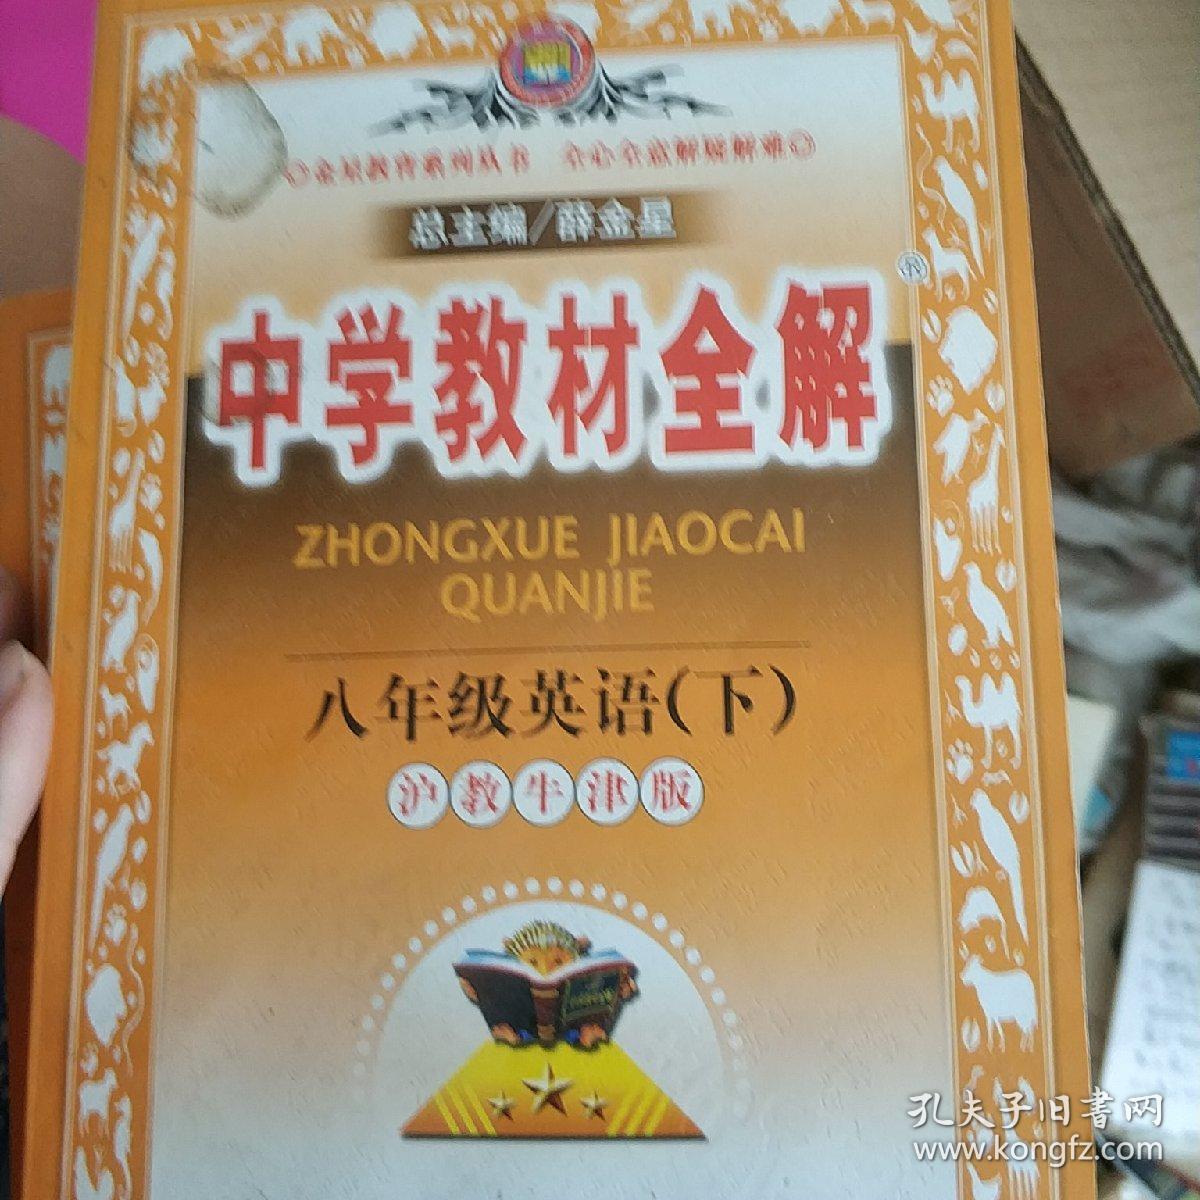 ◎金星教育系列丛书 全心全意解疑解难◎
总主编/薛金星
中学教材全解®
ZHONGXUE JIAOCAI
QUANJIE
八年级英语(下)
沪教牛津版
孔夫子旧書网
www.kongfz.com